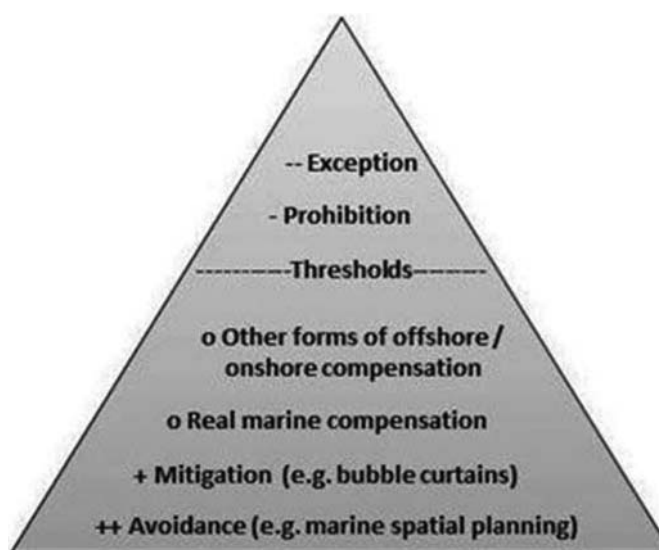 -- Exception
- Prohibition
-----------Thresholds----------
o Other forms of offshore /
onshore compensation
o Real marine compensation
+ Mitigation (e.g. bubble curtains)
++ Avoidance (e.g. marine spatial planning)